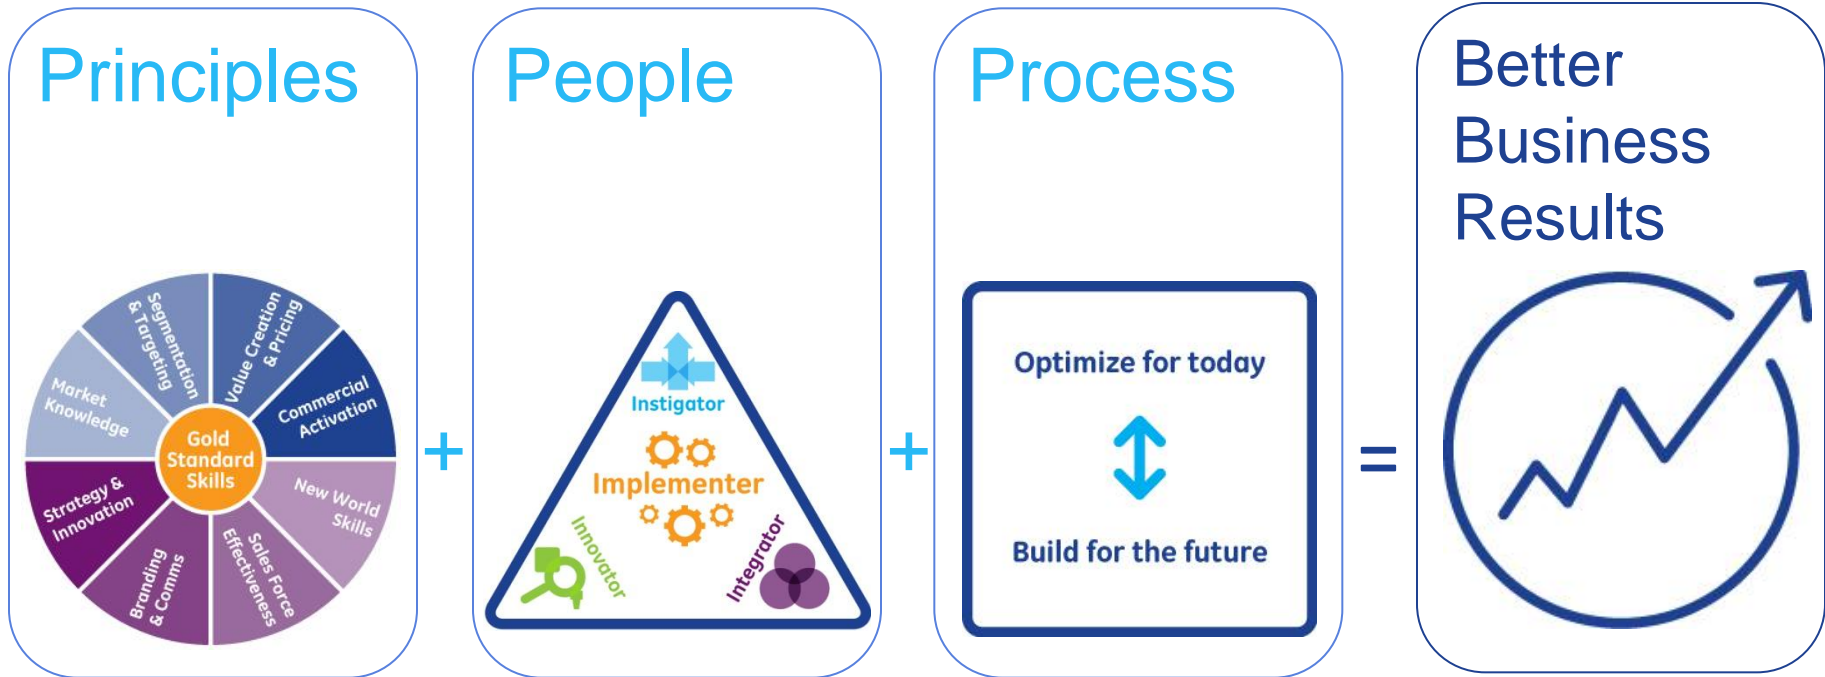 Principles
Segmentation
& Targeting
Value Creation
& Pricing
Commercial
Activation
New World
Skills
Sales Force
Effectiveness
Branding
& Comms
Strategy &
Innovation
Market
Knowledge
Gold
Standard
Skills
+
People
Instigator
Implementer
Innovator
Integrator
+
Process
Optimize for today
Build for the future
=
Better
Business
Results